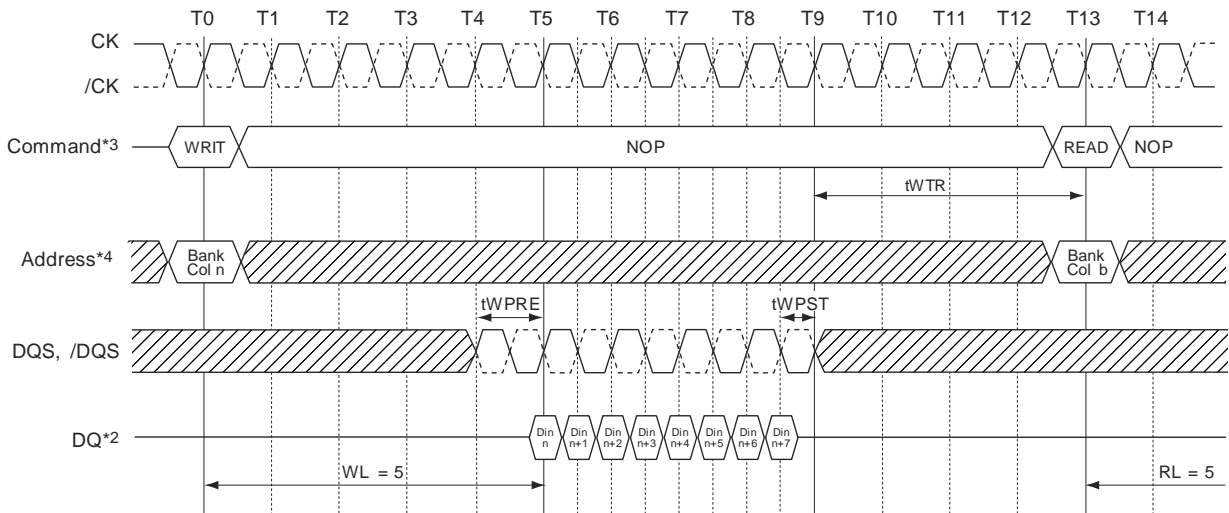 T0 T1 T2 T3 T4 T5 T6 T7 T8 T9 T10 T11 T12 T13 T14
CK
/CK
Command*3 WRIT NOP READ NOP
tWTR
Address*4 Bank Col n Bank Col b
tWPRE tWPST
DQS, /DQS
DQ*2 Din n Din n+1 Din n+2 Din n+3 Din n+4 Din n+5 Din n+6 Din n+7
WL = 5 RL = 5